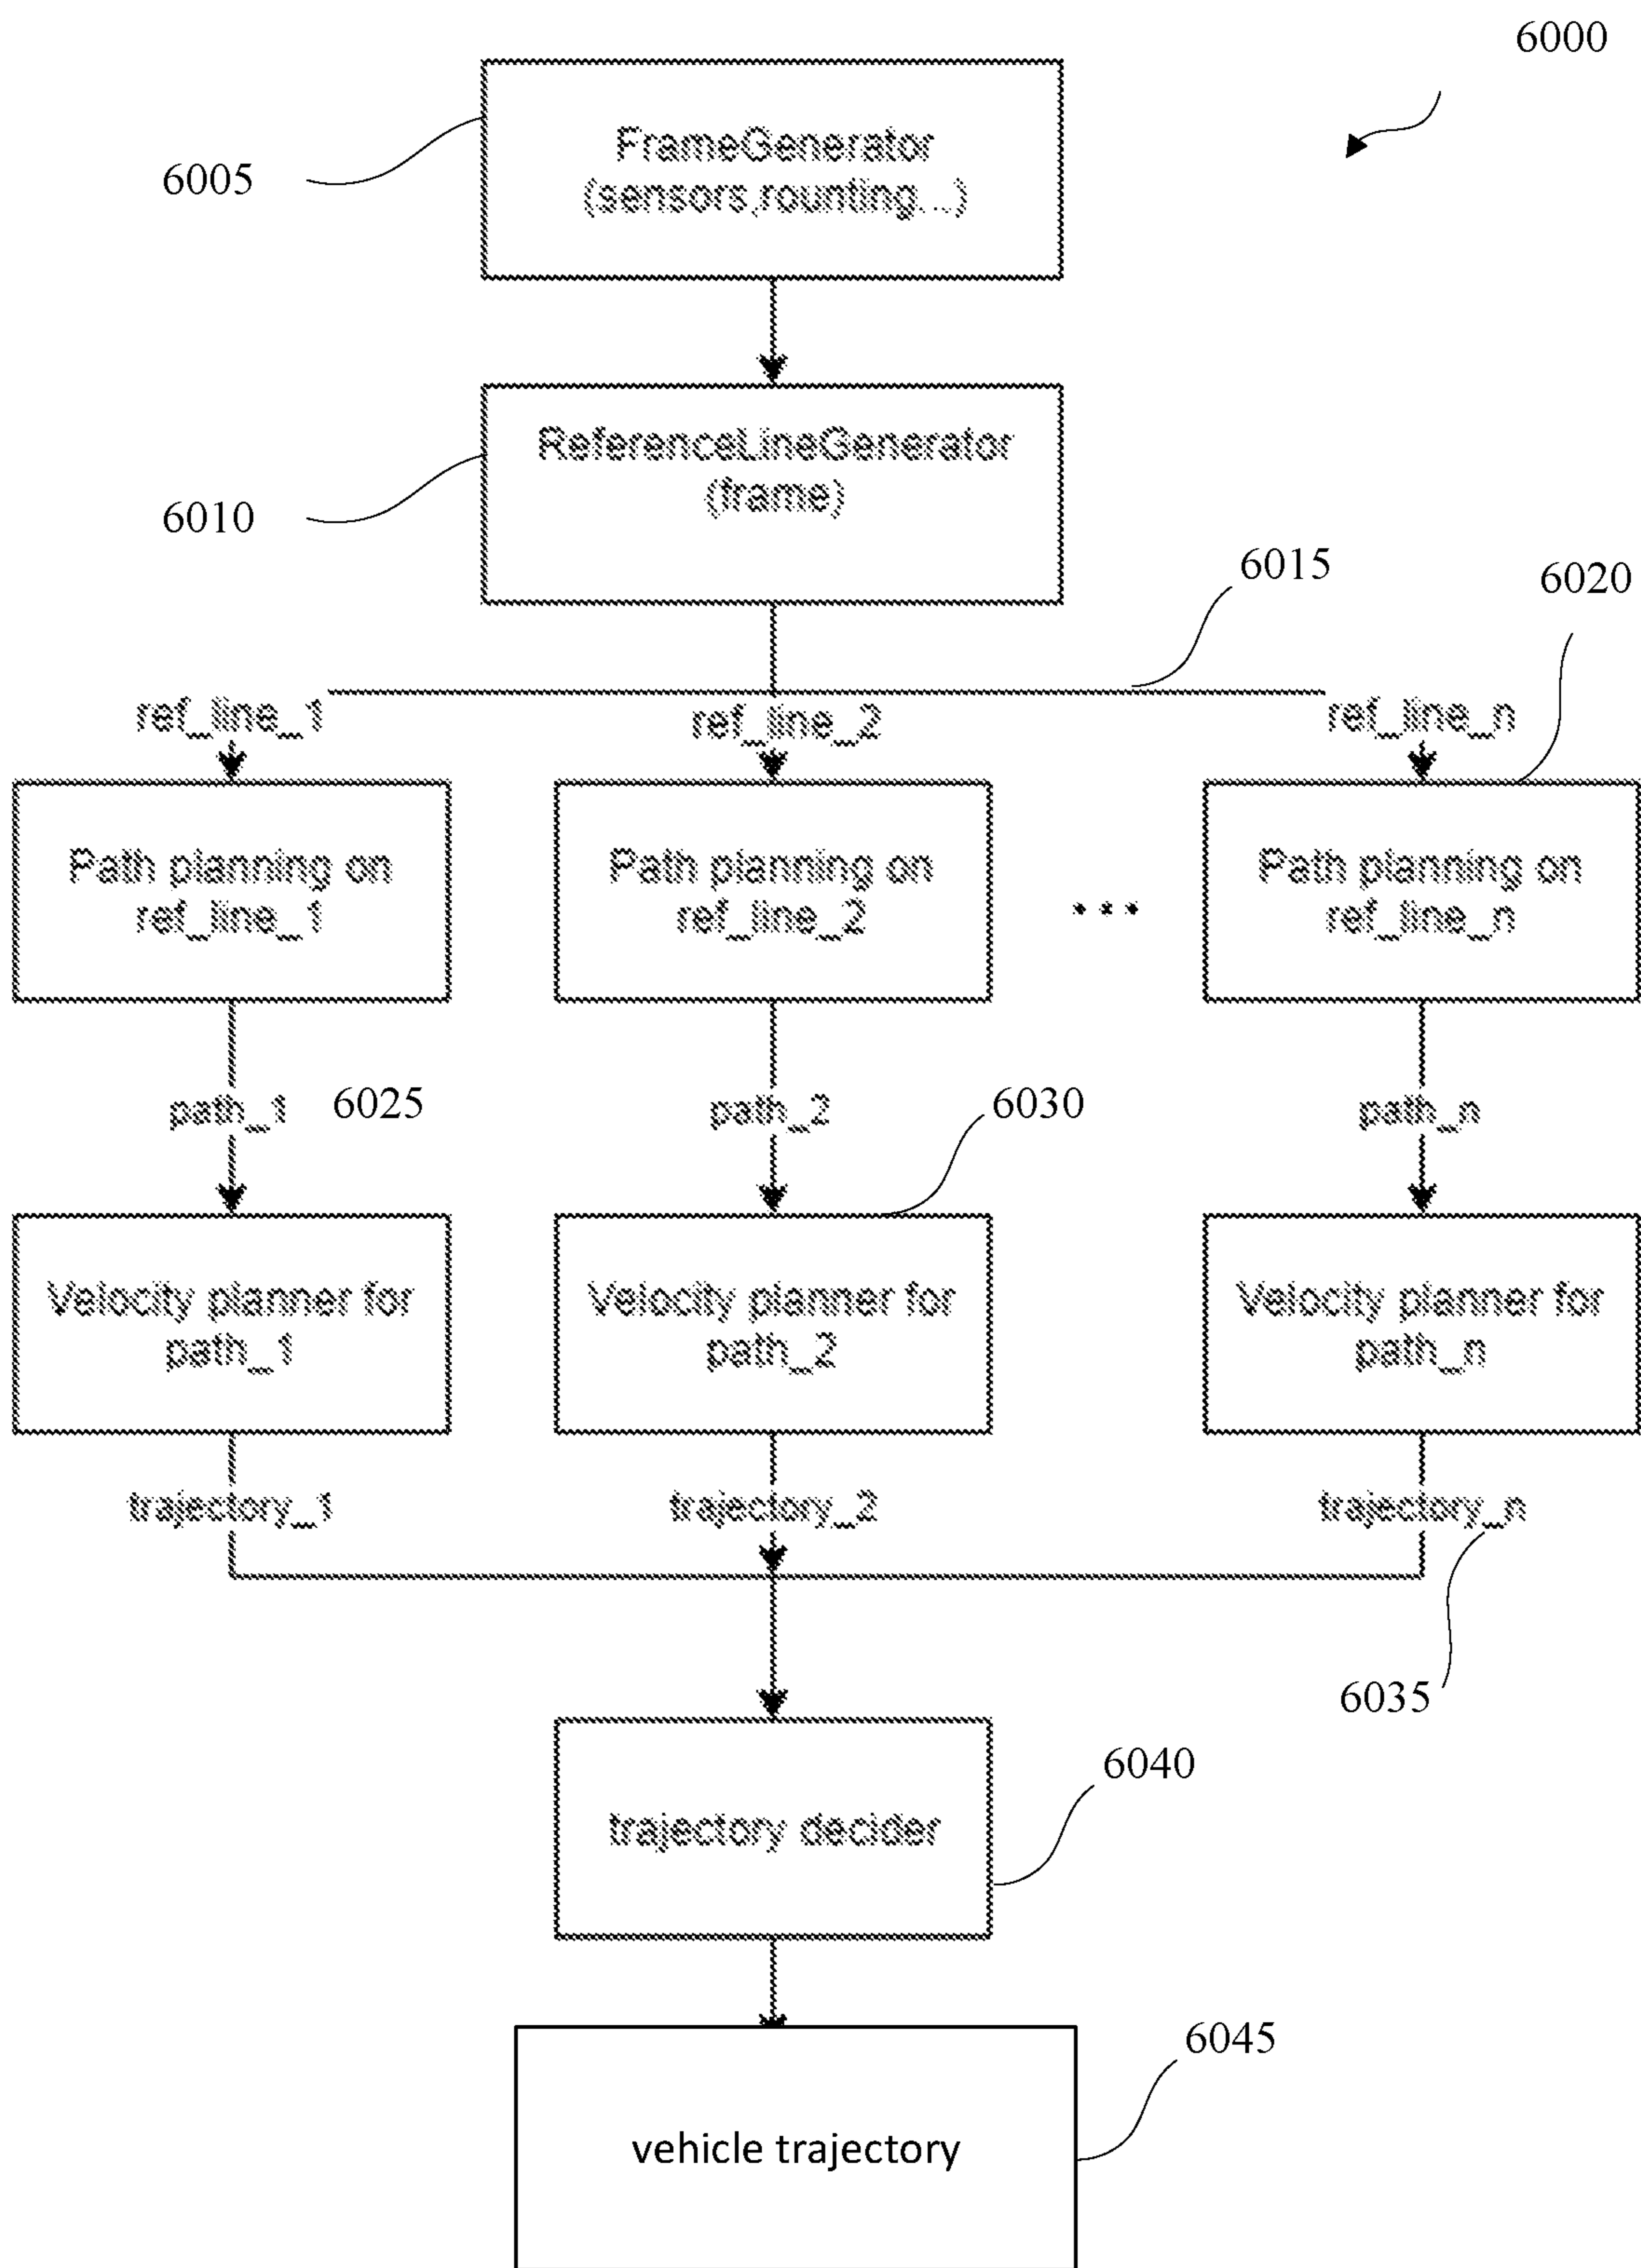 6000
FrameGenerator
(sensors,rounting...)
6005
ReferenceLineGenerator
(frame)
6010
6015
6020
ref_line_1
ref_line_2
ref_line_n
Path planning on
ref_line_1
Path planning on
ref_line_2
...
Path planning on
ref_line_n
path_1
6025
path_2
6030
path_n
Velocity planner for
path_1
Velocity planner for
path_2
Velocity planner for
path_n
trajectory_1
trajectory_2
trajectory_n
6035
trajectory decider
6040
vehicle trajectory
6045